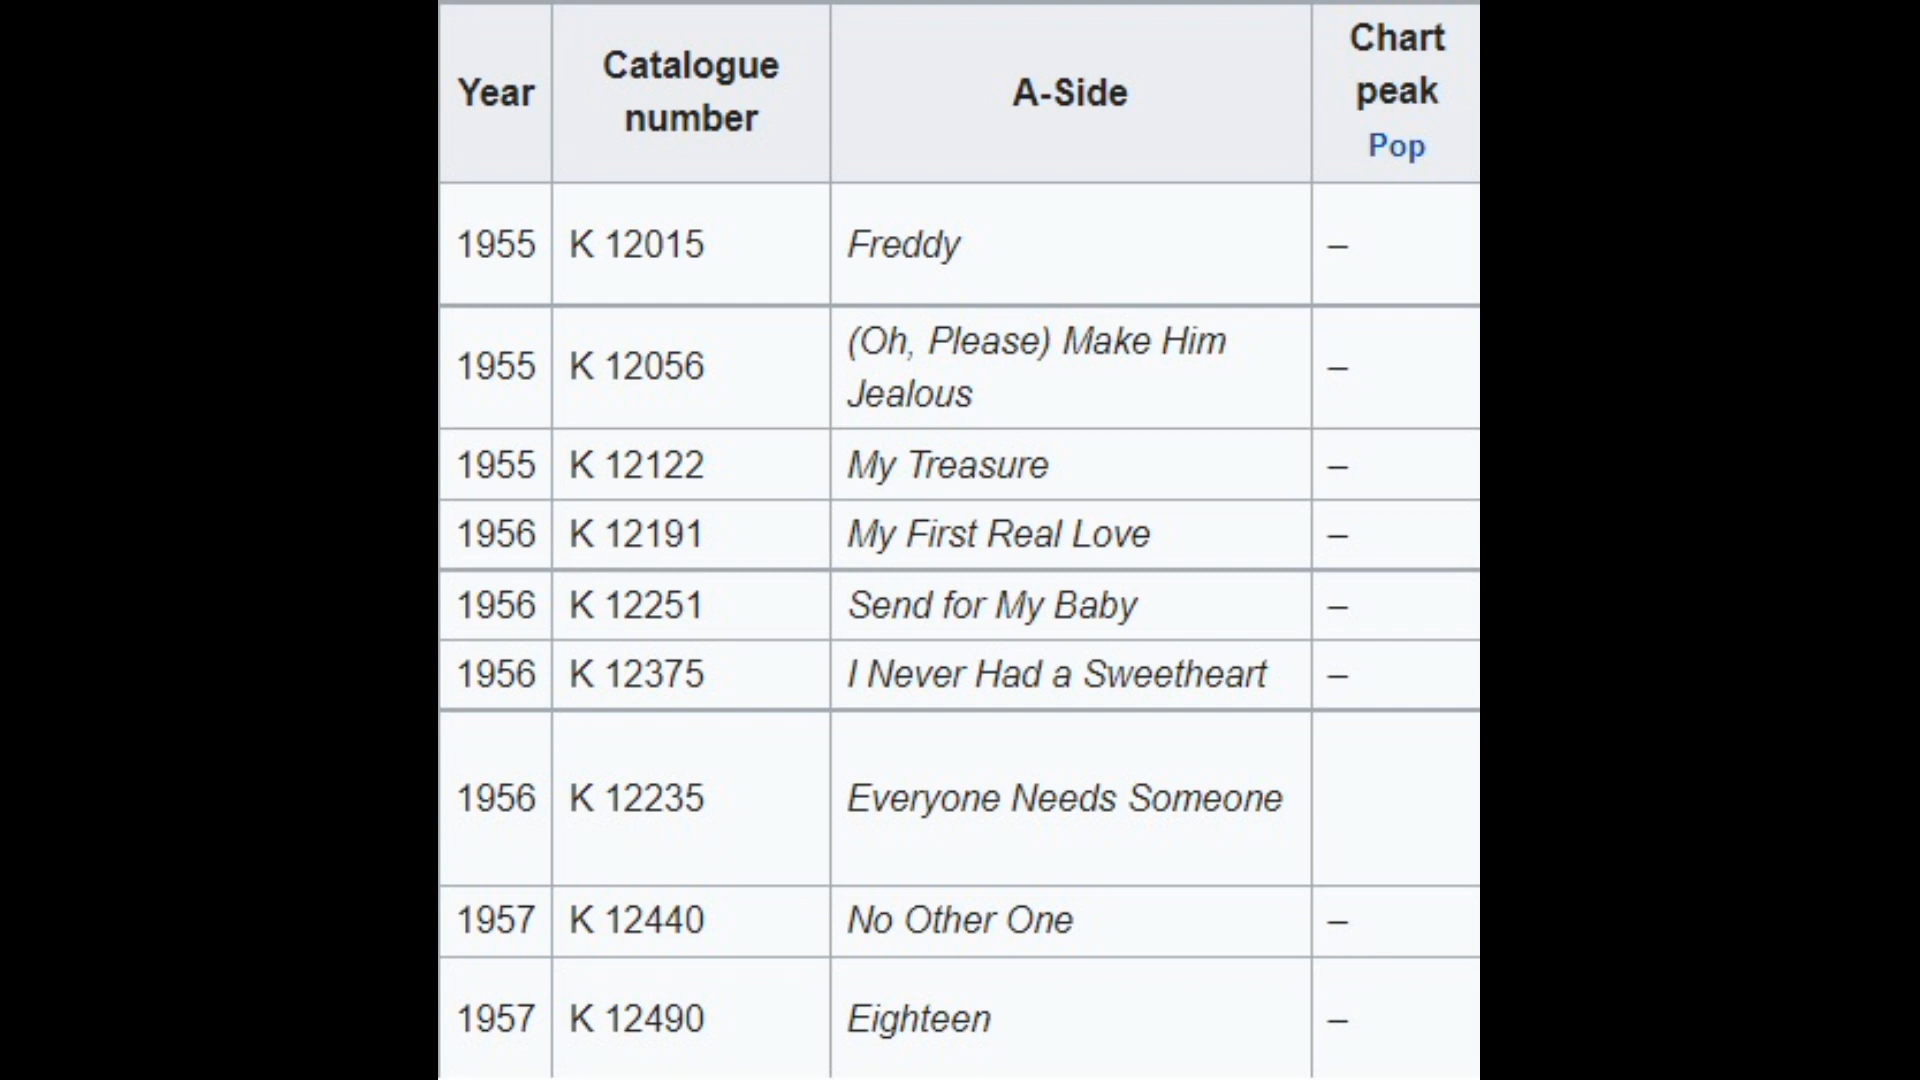 Year Catalogue number A-Side Chart peak Pop
1955 K 12015 Freddy –
1955 K 12056 (Oh, Please) Make Him Jealous –
1955 K 12122 My Treasure –
1956 K 12191 My First Real Love –
1956 K 12251 Send for My Baby –
1956 K 12375 I Never Had a Sweetheart –
1956 K 12235 Everyone Needs Someone
1957 K 12440 No Other One –
1957 K 12490 Eighteen –